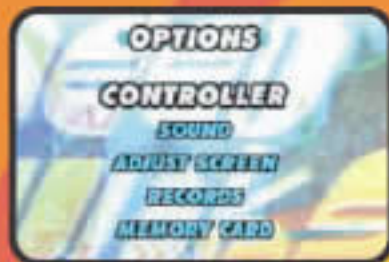 OPTIONS
CONTROLLER
SOUND
ADJUST SCREEN
RECORDS
MEMORY CARD